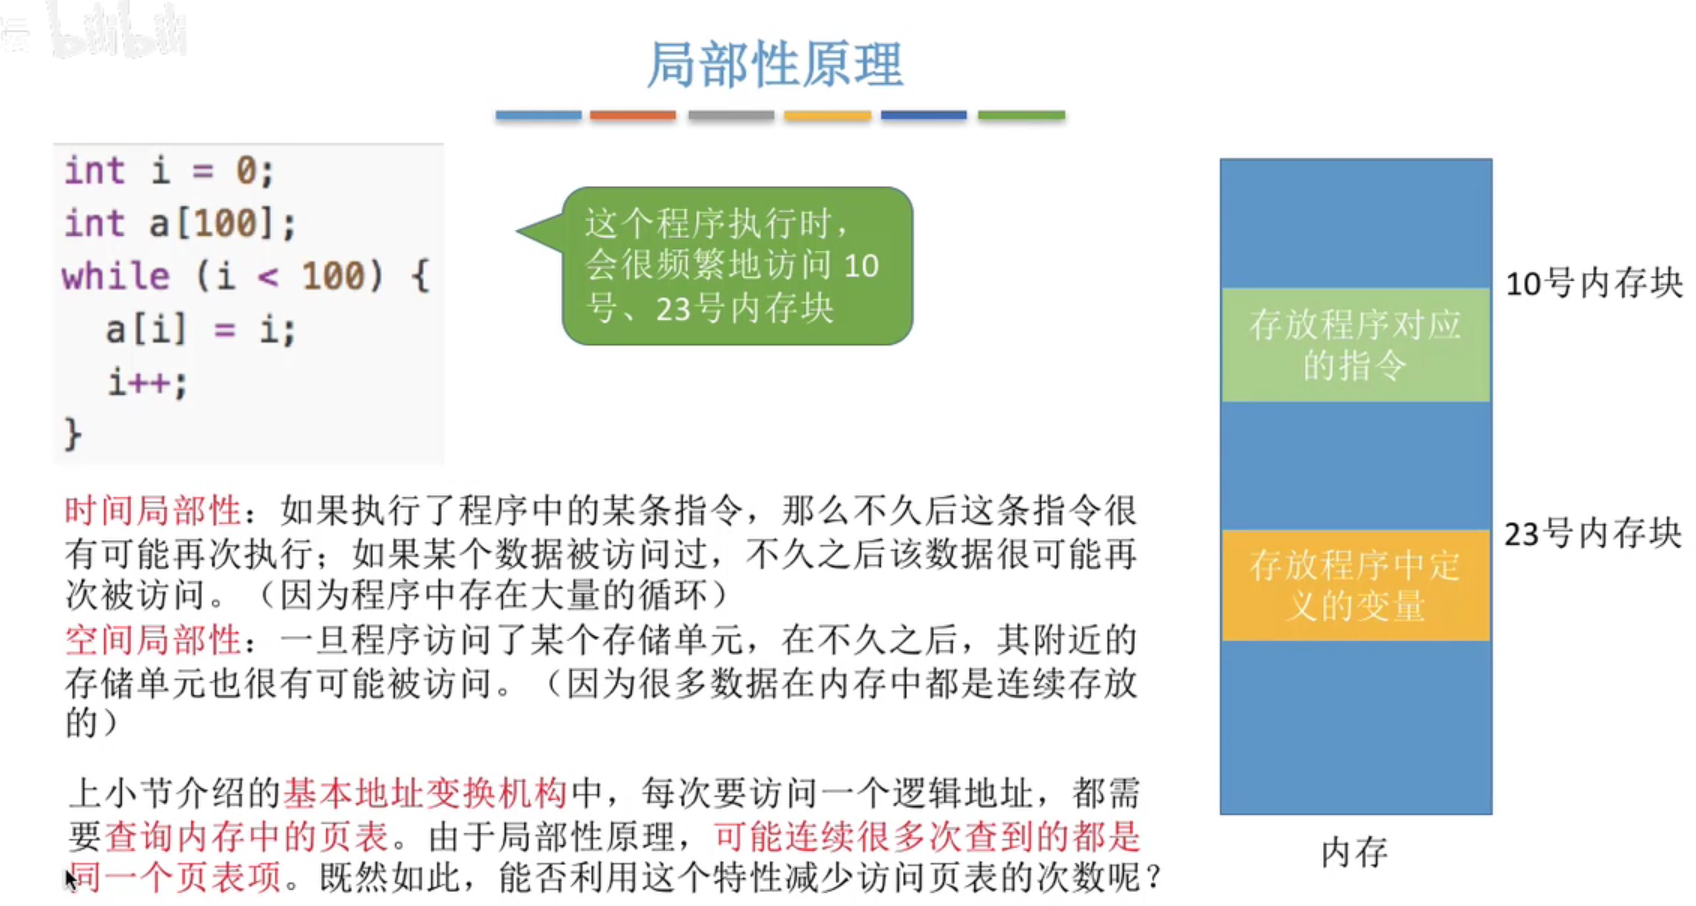 bilibili
局部性原理
int i = 0;
int a[100];
while (i < 100) {
a[i] = i;
i++;
}
这个程序执行时，
会很频繁地访问 10
号、23号内存块
10号内存块
存放程序对应
的指令
23号内存块
存放程序中定
义的变量
内存
时间局部性：如果执行了程序中的某条指令，那么不久后这条指令很
有可能再次执行；如果某个数据被访问过，不久之后该数据很可能再
次被访问。（因为程序中存在大量的循环）
空间局部性：一旦程序访问了某个存储单元，在不久之后，其附近的
存储单元也很有可能被访问。（因为很多数据在内存中都是连续存放
的）
上小节介绍的基本地址变换机构中，每次要访问一个逻辑地址，都需
要查询内存中的页表。由于局部性原理，可能连续很多次查到的都是
同一个页表项。既然如此，能否利用这个特性减少访问页表的次数呢？